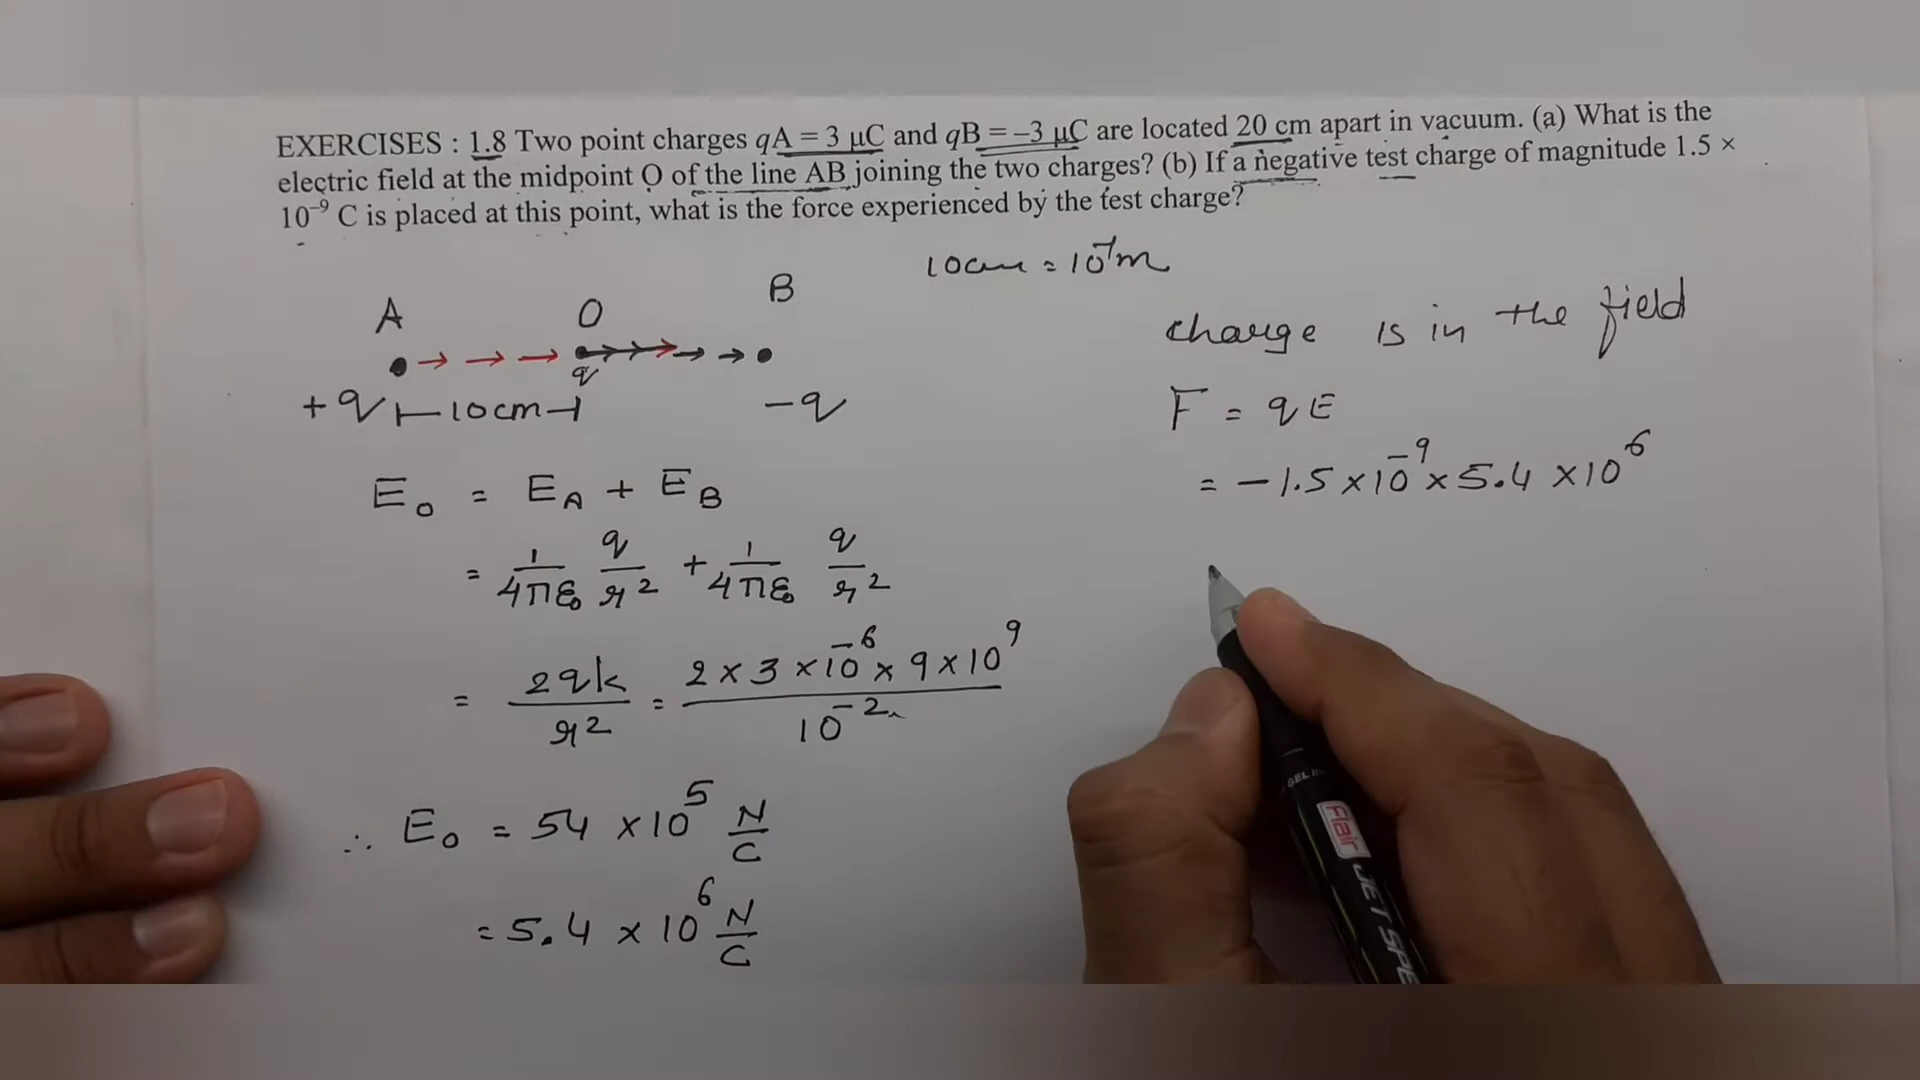 EXERCISES : 1.8 Two point charges qA = 3 μC and qB = –3 μC are located 20 cm apart in vacuum. (a) What is the
electric field at the midpoint O of the line AB joining the two charges? (b) If a negative test charge of magnitude 1.5 ×
10⁻⁹ C is placed at this point, what is the force experienced by the test charge?
10cm = 10⁻¹m
A O B
q
+q 10cm -q
E₀ = E_A + E_B
= 1/4πε₀ q/r² + 1/4πε₀ q/r²
= 2qk/r² = 2 × 3 × 10⁻⁶ × 9 × 10⁹/10⁻²
∴ E₀ = 54 × 10⁵ N/C
= 5.4 × 10⁶ N/C
charge is in the field
F = qE
= -1.5 × 10⁻⁹ × 5.4 × 10⁶
GEL
Flair
JET SPE